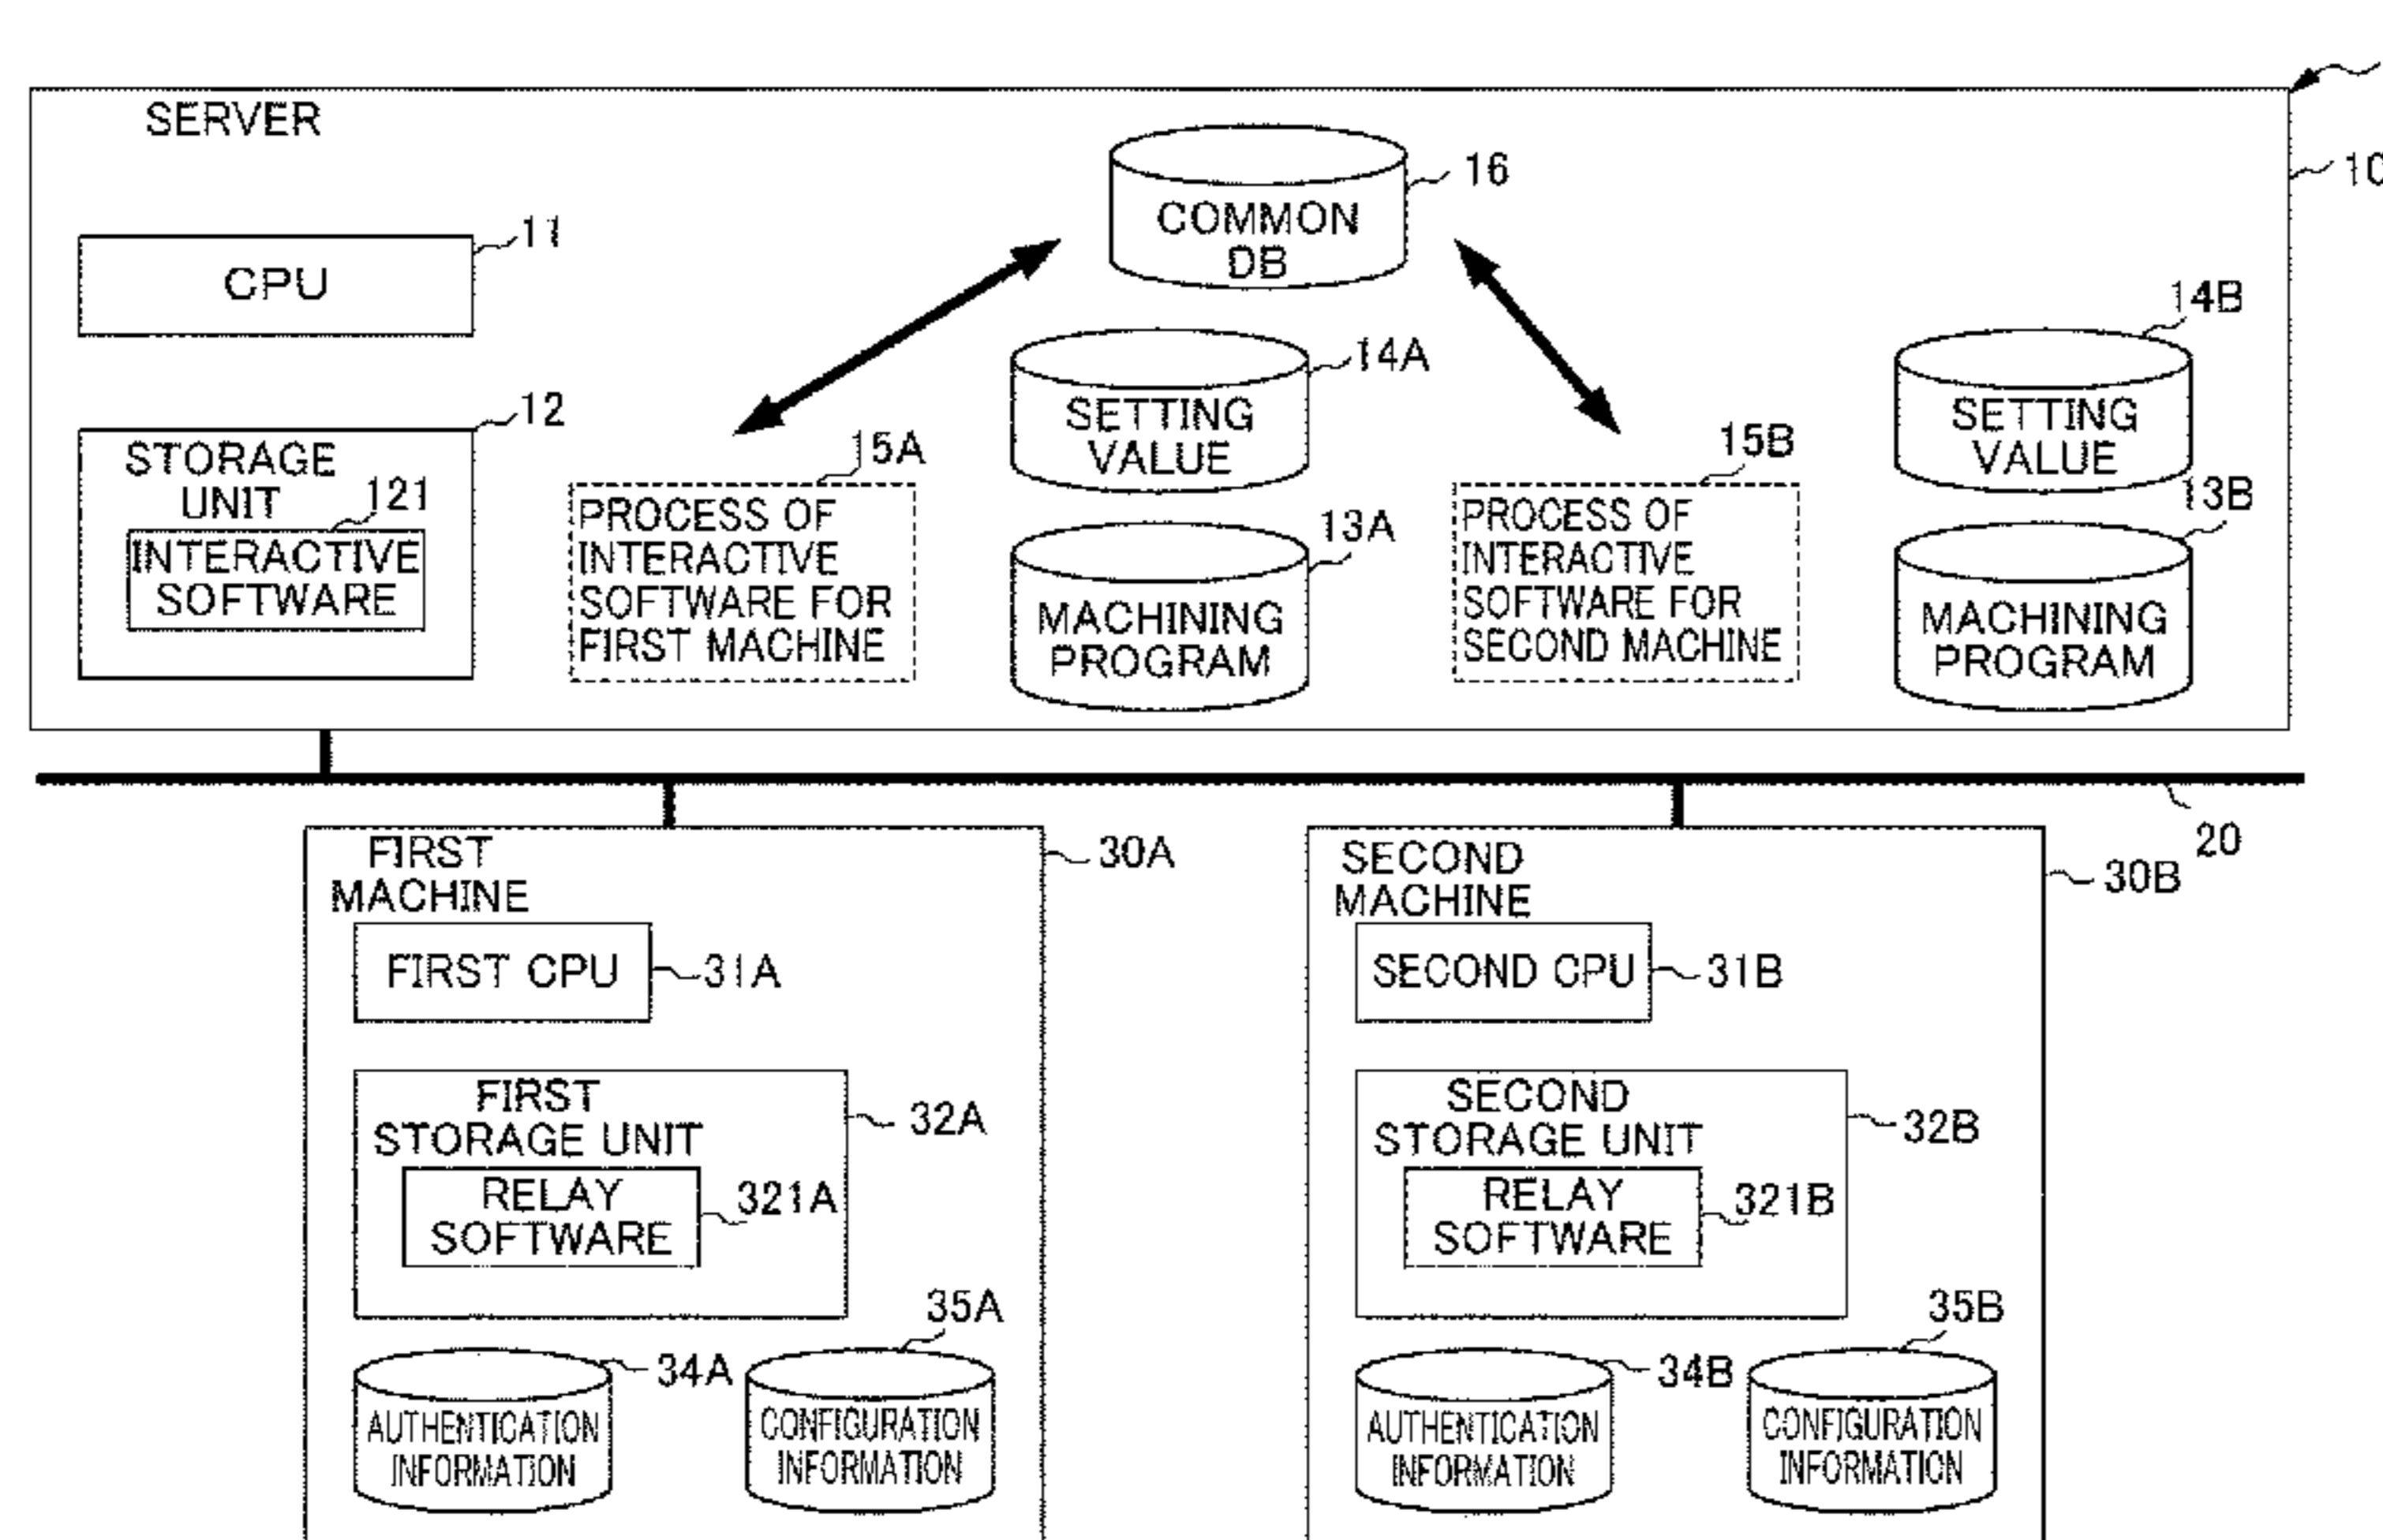 SERVER
16
10
COMMON
DB
11
CPU
14B
14A
12
SETTING
VALUE
SETTING
VALUE
STORAGE
UNIT
121
INTERACTIVE
SOFTWARE
15A
PROCESS OF
INTERACTIVE
SOFTWARE FOR
FIRST MACHINE
13A
MACHINING
PROGRAM
15B
PROCESS OF
INTERACTIVE
SOFTWARE FOR
SECOND MACHINE
13B
MACHINING
PROGRAM
20
FIRST
MACHINE
30A
FIRST CPU
31A
FIRST
STORAGE UNIT
32A
RELAY
SOFTWARE
321A
35A
34A
AUTHENTICATION
INFORMATION
CONFIGURATION
INFORMATION
SECOND
MACHINE
30B
SECOND CPU
31B
SECOND
STORAGE UNIT
32B
RELAY
SOFTWARE
321B
35B
34B
AUTHENTICATION
INFORMATION
CONFIGURATION
INFORMATION